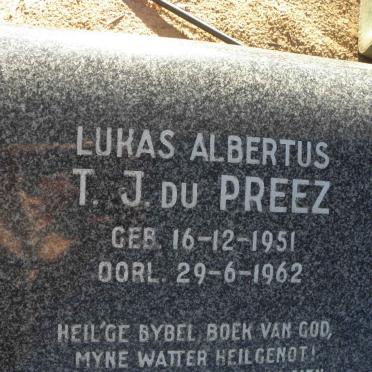 LUKAS ALBERTUS
T. J. DU PREEZ
GEB. 16-12-1951
OORL. 29-6-1962
HEIL'GE BYBEL, BOEK VAN GOD,
MYNE WATTER HEILGENOT!